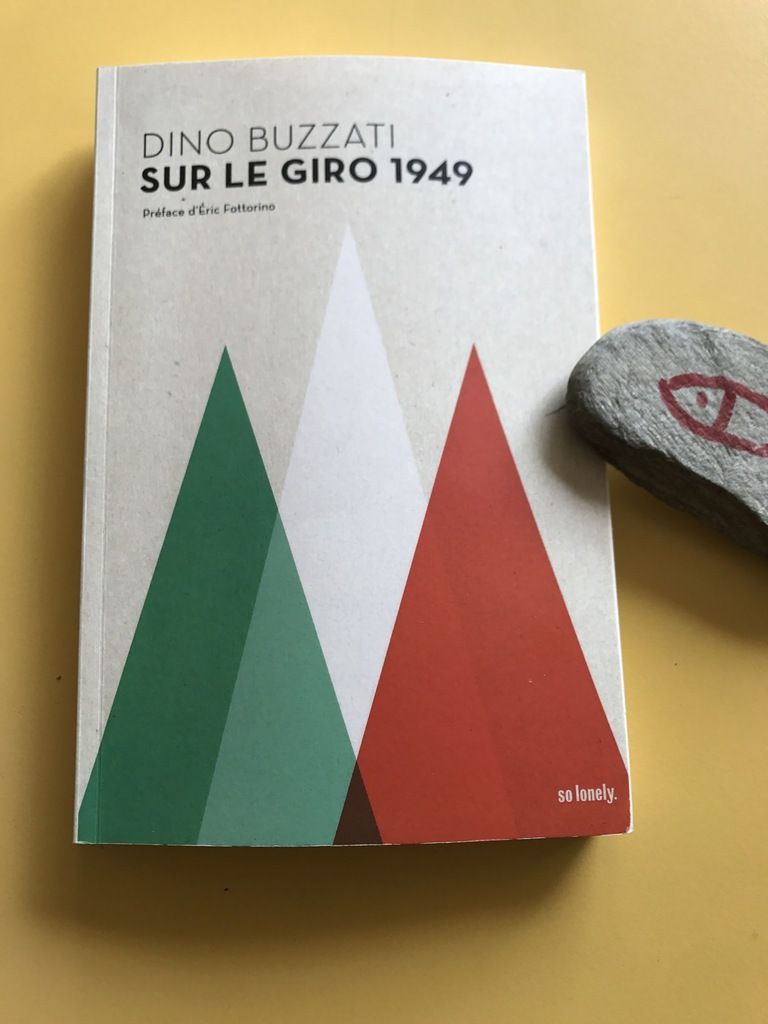 DINO BUZZATI
SUR LE GIRO 1949
Préface d'Éric Fottorino
so lonely.